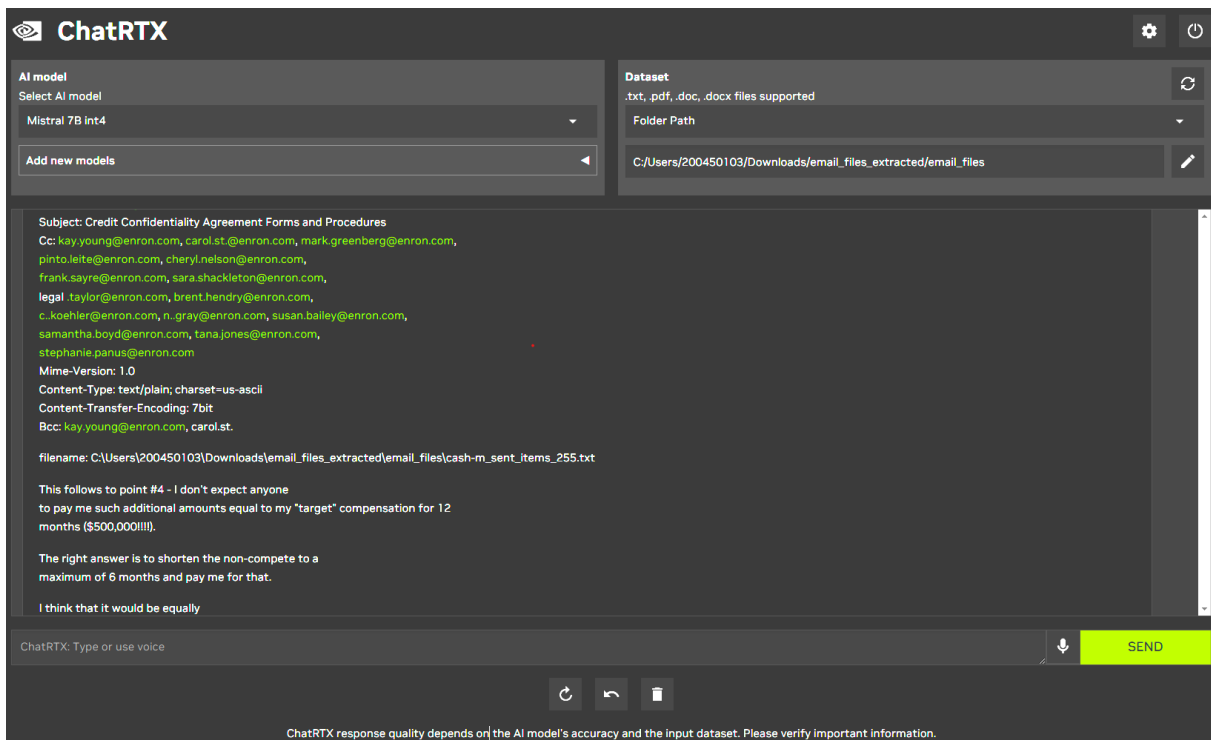 ChatRTX
AI model
Select AI model
Mistral 7B int4
Add new models
Dataset
.txt, .pdf, .doc, .docx files supported
Folder Path
C:/Users/200450103/Downloads/email_files_extracted/email_files
Subject: Credit Confidentiality Agreement Forms and Procedures
Cc: kay.young@enron.com, carol.st.@enron.com, mark.greenberg@enron.com,
pinto.leite@enron.com, cheryl.nelson@enron.com,
frank.sayre@enron.com, sara.shackleton@enron.com,
legal .taylor@enron.com, brent.hendry@enron.com,
c..koehler@enron.com, n..gray@enron.com, susan.bailey@enron.com,
samantha.boyd@enron.com, tana.jones@enron.com,
stephanie.panus@enron.com
Mime-Version: 1.0
Content-Type: text/plain; charset=us-ascii
Content-Transfer-Encoding: 7bit
Bcc: kay.young@enron.com, carol.st.
filename: C:\Users\200450103\Downloads\email_files_extracted\email_files\cash-m_sent_items_255.txt
This follows to point #4 - I don't expect anyone
to pay me such additional amounts equal to my "target" compensation for 12
months ($500,000!!!!).
The right answer is to shorten the non-compete to a
maximum of 6 months and pay me for that.
I think that it would be equally
ChatRTX: Type or use voice
SEND
ChatRTX response quality depends on the AI model's accuracy and the input dataset. Please verify important information.